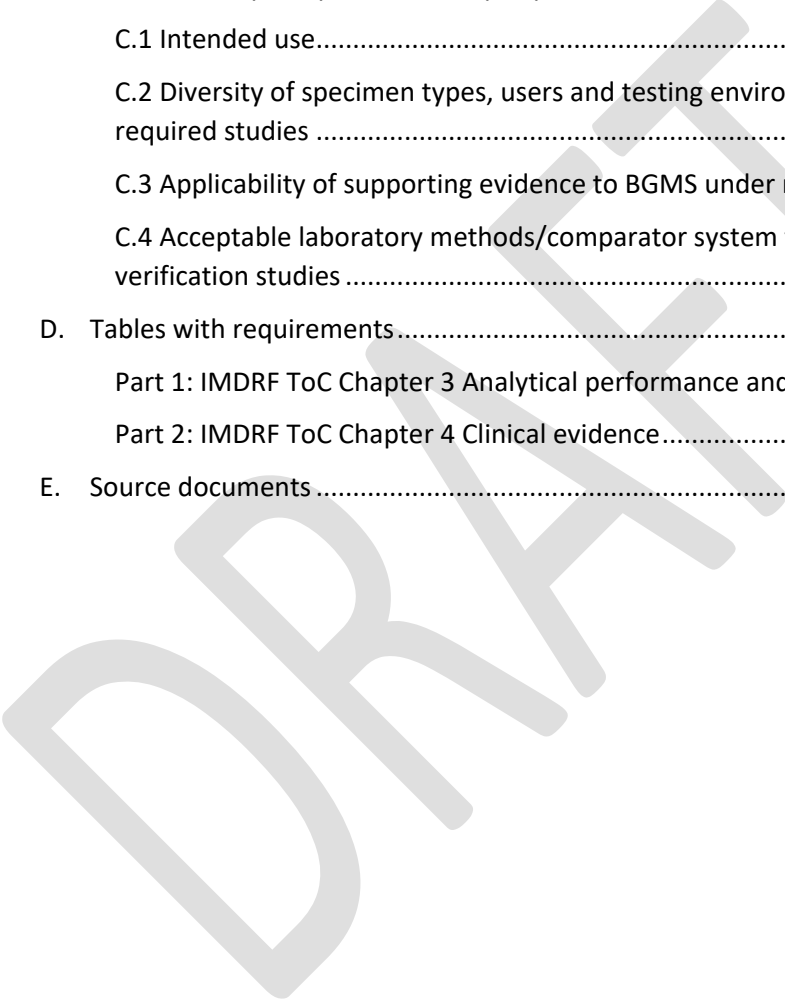 C.1 Intended use........................................................................
C.2 Diversity of specimen types, users and testing
required studies ........................................................................
C.3 Applicability of supporting evidence to BGMS under
C.4 Acceptable laboratory methods/comparator system
verification studies ........................................................................
D. Tables with requirements........................................................................
Part 1: IMDRF ToC Chapter 3 Analytical performance and
Part 2: IMDRF ToC Chapter 4 Clinical evidence.................
E. Source documents ........................................................................
DRAFT